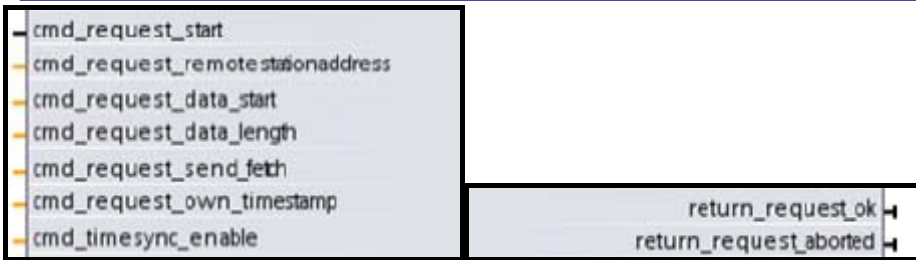 cmd_request_start
cmd_request_remotestationaddress
cmd_request_data_start
cmd_request_data_length
cmd_request_send_fetch
cmd_request_own_timestamp
cmd_timesync_enable
return_request_ok
return_request_aborted